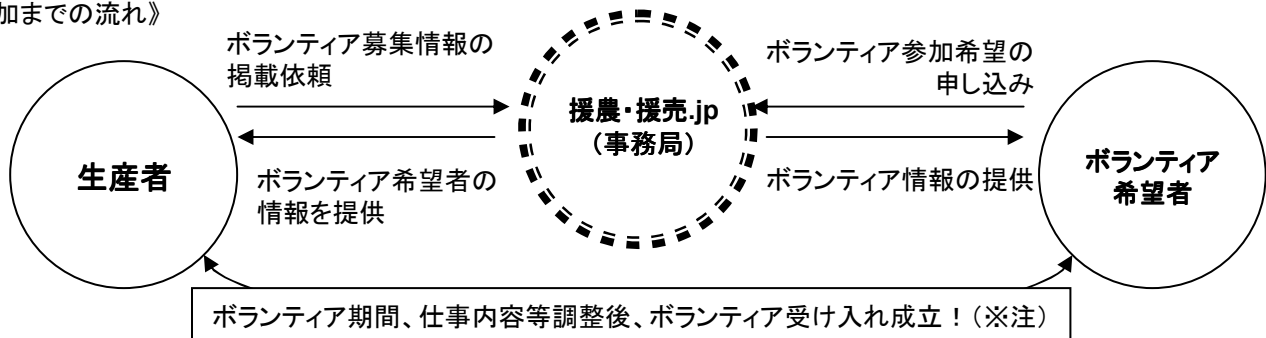 加までの流れ》
ボランティア募集情報の
掲載依頼
ボランティア参加希望の
申し込み
援農・援売.jp
（事務局）
生産者
ボランティア希望者の
情報を提供
ボランティア情報の提供
ボランティア
希望者
ボランティア期間、仕事内容等調整後、ボランティア受け入れ成立！（※注）